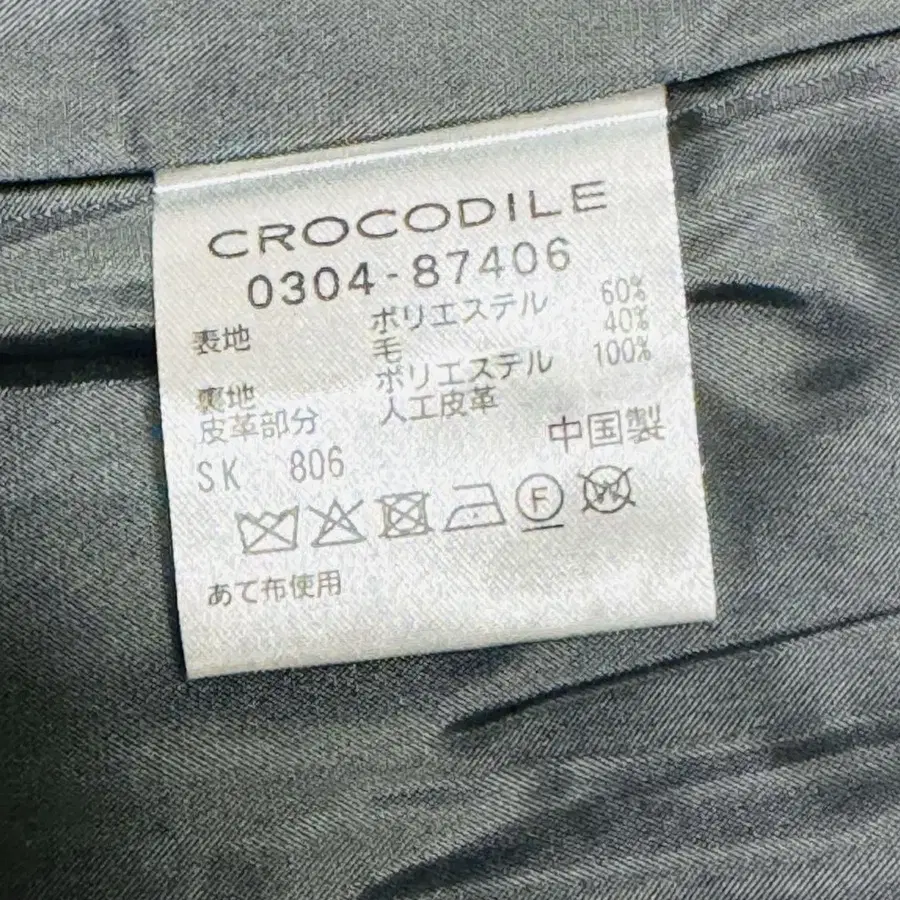 CROCODILE
0304-87406
表地 ポリエステル 60%
毛 40%
裏地 ポリエステル 100%
皮革部分 人工皮革
中国製
SK 806
F
W
あて布使用